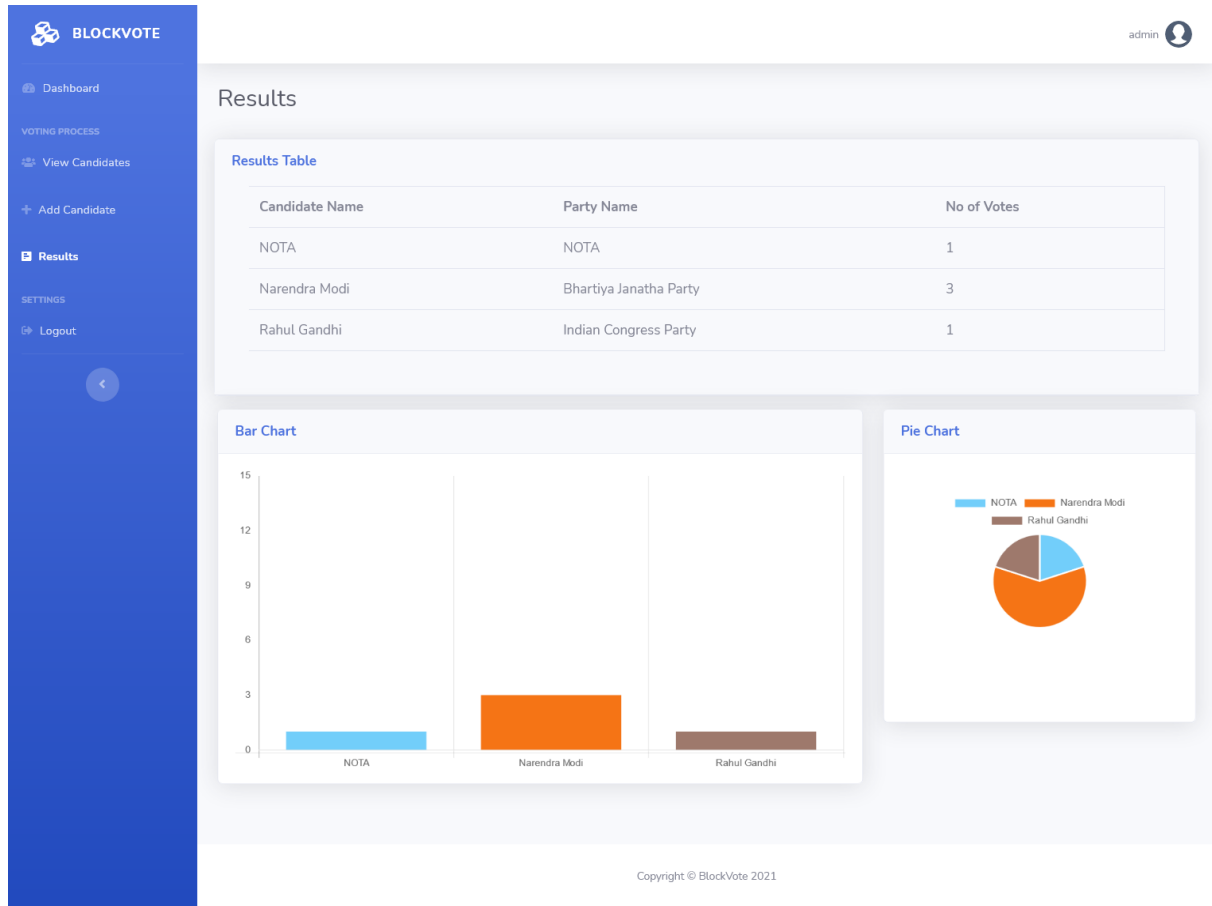 BLOCKVOTE
admin
Dashboard
VOTING PROCESS
View Candidates
Add Candidate
Results
SETTINGS
Logout
Results
Results Table
Candidate Name Party Name No of Votes
NOTA NOTA 1
Narendra Modi Bhartiya Janatha Party 3
Rahul Gandhi Indian Congress Party 1
Bar Chart
15
12
9
6
3
0
NOTA Narendra Modi Rahul Gandhi
Pie Chart
NOTA Narendra Modi
Rahul Gandhi
Copyright © BlockVote 2021